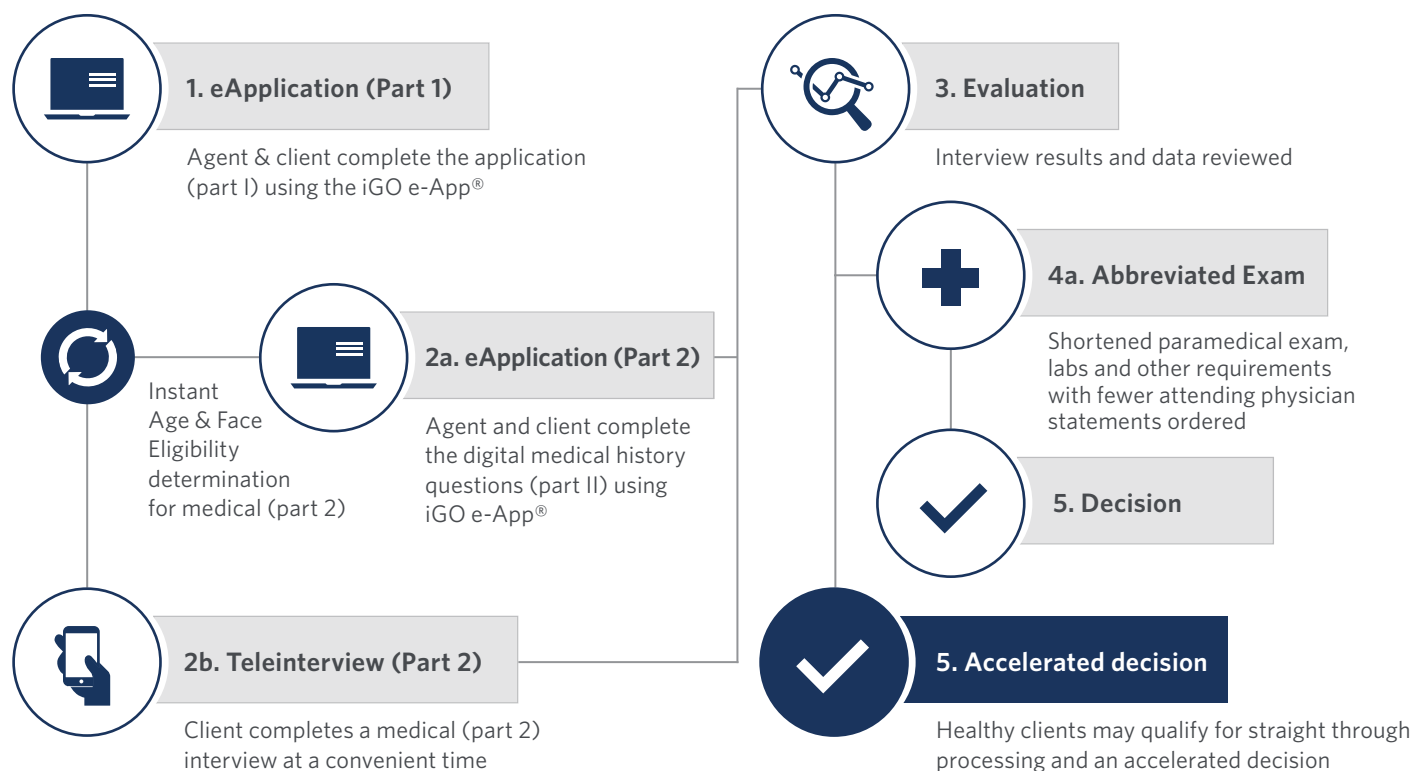 1. eApplication (Part 1)
Agent & client complete the application
(part I) using the iGO e-App®
Instant
Age & Face
Eligibility
determination
for medical (part 2)
2a. eApplication (Part 2)
Agent and client complete
the digital medical history
questions (part II) using
iGO e-App®
2b. Teleinterview (Part 2)
Client completes a medical (part 2)
interview at a convenient time
3. Evaluation
Interview results and data reviewed
4a. Abbreviated Exam
Shortened paramedical exam,
labs and other requirements
with fewer attending physician
statements ordered
5. Decision
5. Accelerated decision
Healthy clients may qualify for straight through
processing and an accelerated decision